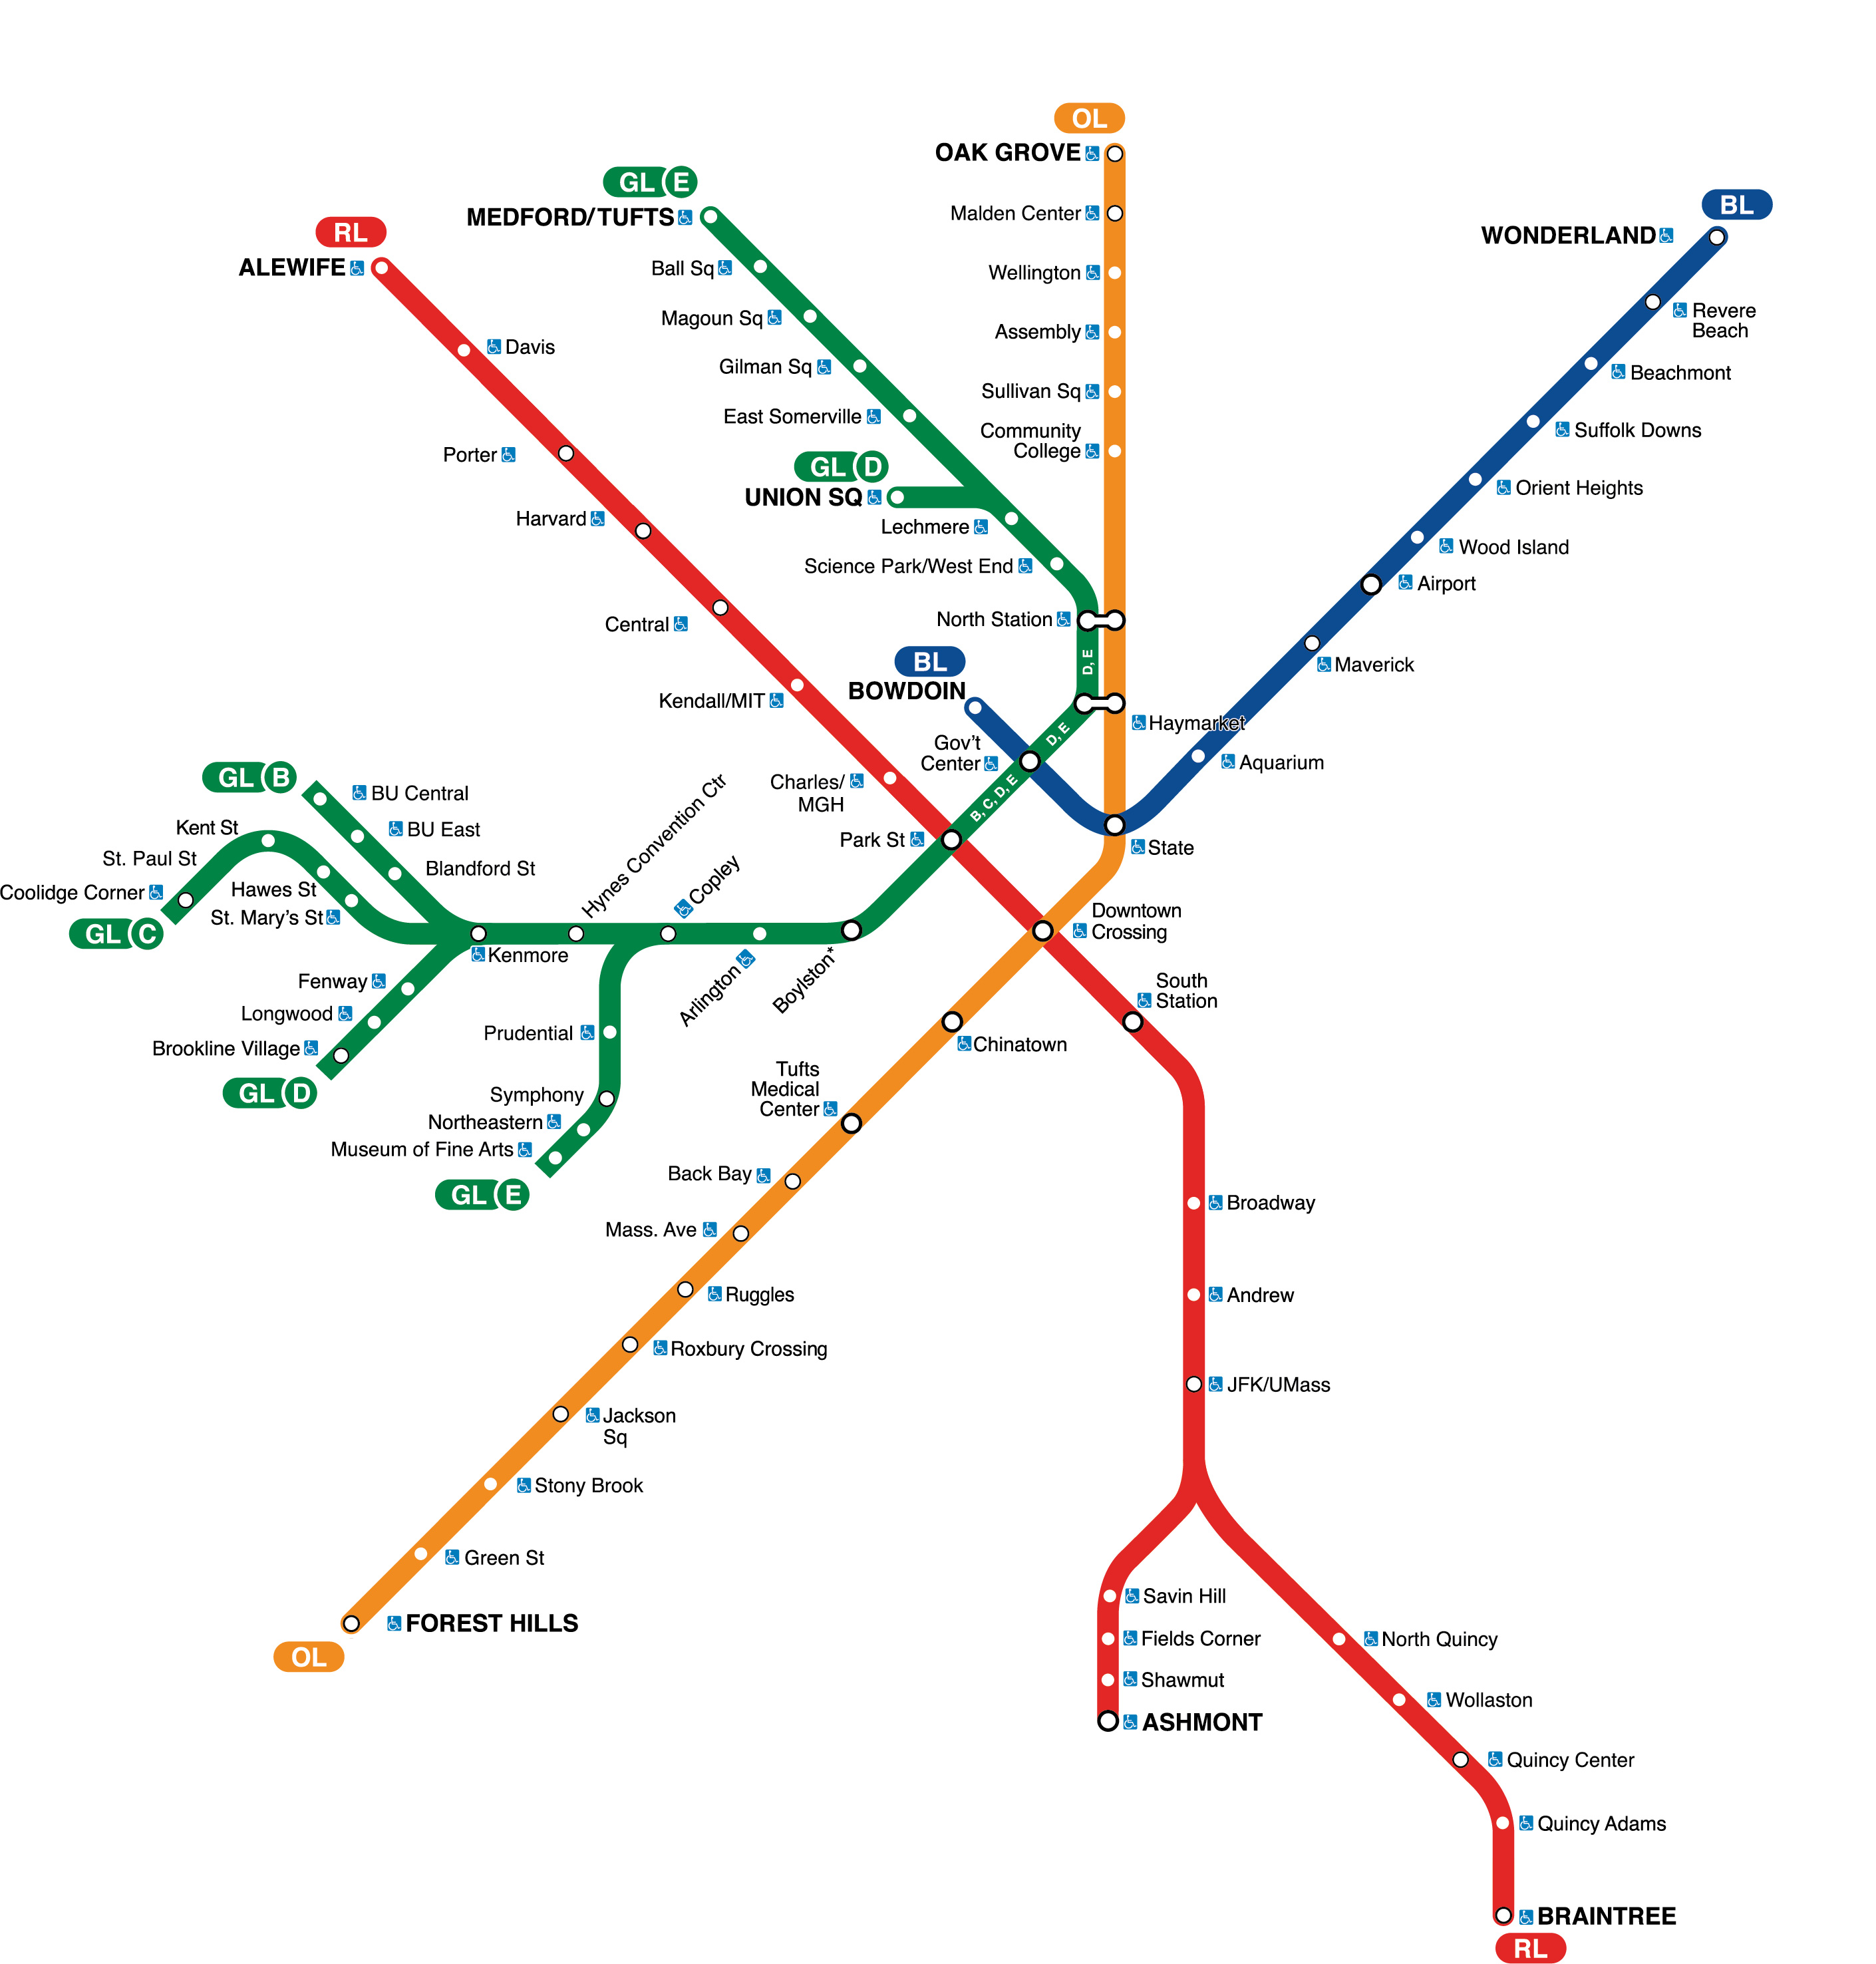 OL
OAK GROVE
GL E
MEDFORD/TUFTS
BL
WONDERLAND
RL
ALEWIFE
Malden Center
Ball Sq
Wellington
Revere
Beach
Magoun Sq
Assembly
Davis
Gilman Sq
Beachmont
Sullivan Sq
East Somerville
Suffolk Downs
Community
College
Porter
GL D
UNION SQ
Orient Heights
Harvard
Lechmere
Wood Island
Science Park/West End
Airport
North Station
Central
D, E
BL
BOWDOIN
Maverick
Kendall/MIT
Haymarket
D, E
Gov't
Center
Aquarium
GL B
BU Central
Charles/
MGH
B, C, D, E
Hynes Convention Ctr
Kent St
BU East
Park St
State
St. Paul St
Blandford St
Copley
Coolidge Corner
Hawes St
St. Mary's St
GL C
Downtown
Crossing
Kenmore
Arlington
Boylston*
Fenway
South
Station
Longwood
Prudential
Brookline Village
Chinatown
GL D
Tufts
Medical
Center
Symphony
Northeastern
Museum of Fine Arts
Back Bay
GL E
Broadway
Mass. Ave
Ruggles
Andrew
Roxbury Crossing
JFK/UMass
Jackson
Sq
Stony Brook
Green St
Savin Hill
FOREST HILLS
Fields Corner
North Quincy
OL
Shawmut
Wollaston
ASHMONT
Quincy Center
Quincy Adams
BRAINTREE
RL